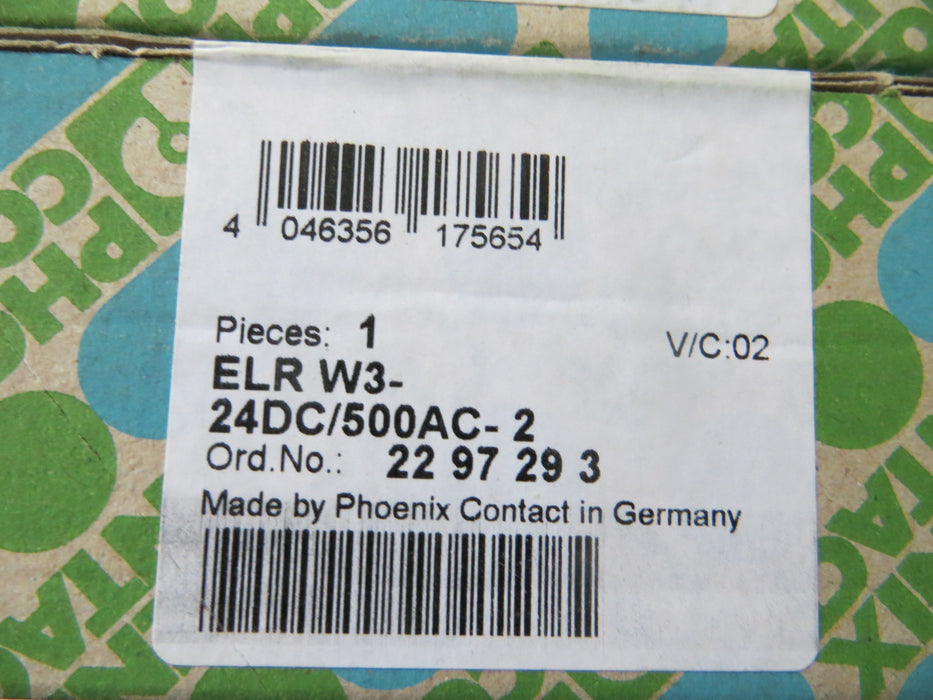 4 046356 175654
Pieces: 1 V/C:02
ELR W3-
24DC/500AC- 2
Ord.No.: 22 97 29 3
Made by Phoenix Contact in Germany